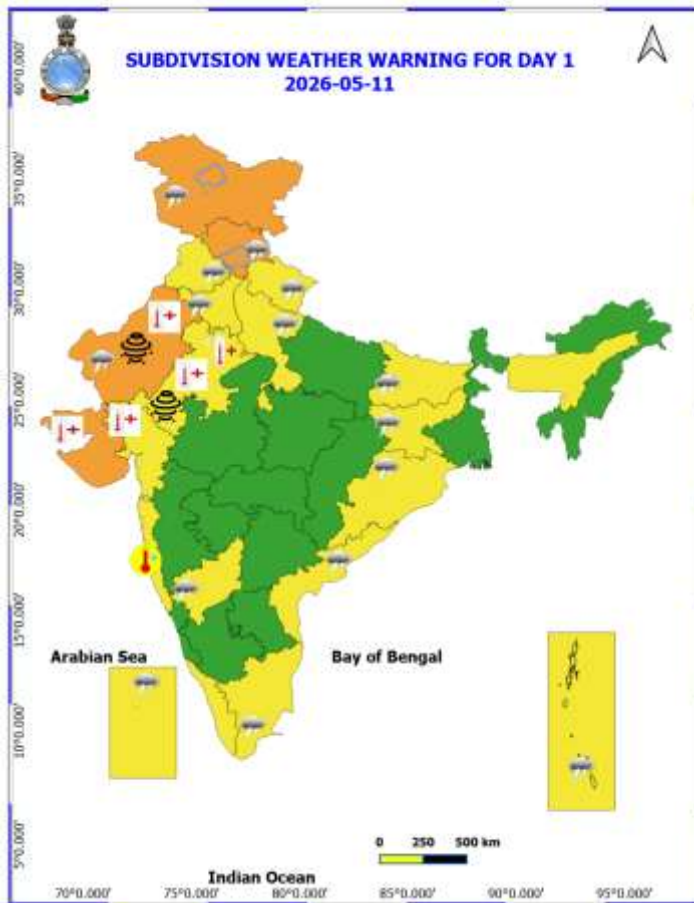 SUBDIVISION WEATHER WARNING FOR DAY 1
2026-05-11
40°0.000'
35°0.000'
30°0.000'
25°0.000'
20°0.000'
15°0.000'
10°0.000'
5°0.000'
Arabian Sea
Bay of Bengal
0 250 500 km
Indian Ocean
70°0.000' 75°0.000' 80°0.000' 85°0.000' 90°0.000' 95°0.000'